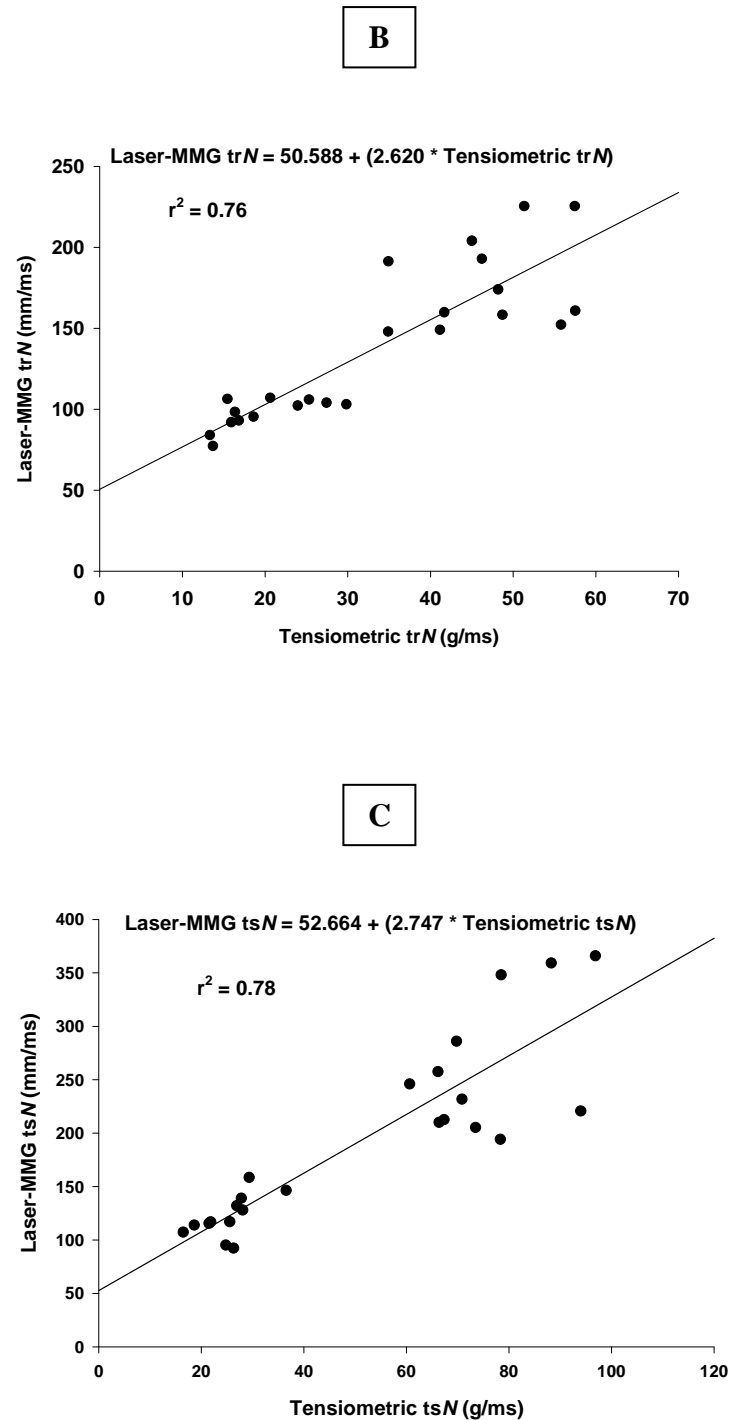 B
Laser-MMG trN = 50.588 + (2.620 * Tensiometric trN)
r² = 0.76
Laser-MMG trN (mm/ms)
250
200
150
100
50
0
0 10 20 30 40 50 60 70
Tensiometric trN (g/ms)
C
Laser-MMG tsN = 52.664 + (2.747 * Tensiometric tsN)
r² = 0.78
Laser-MMG tsN (mm/ms)
400
350
300
250
200
150
100
50
0
0 20 40 60 80 100 120
Tensiometric tsN (g/ms)